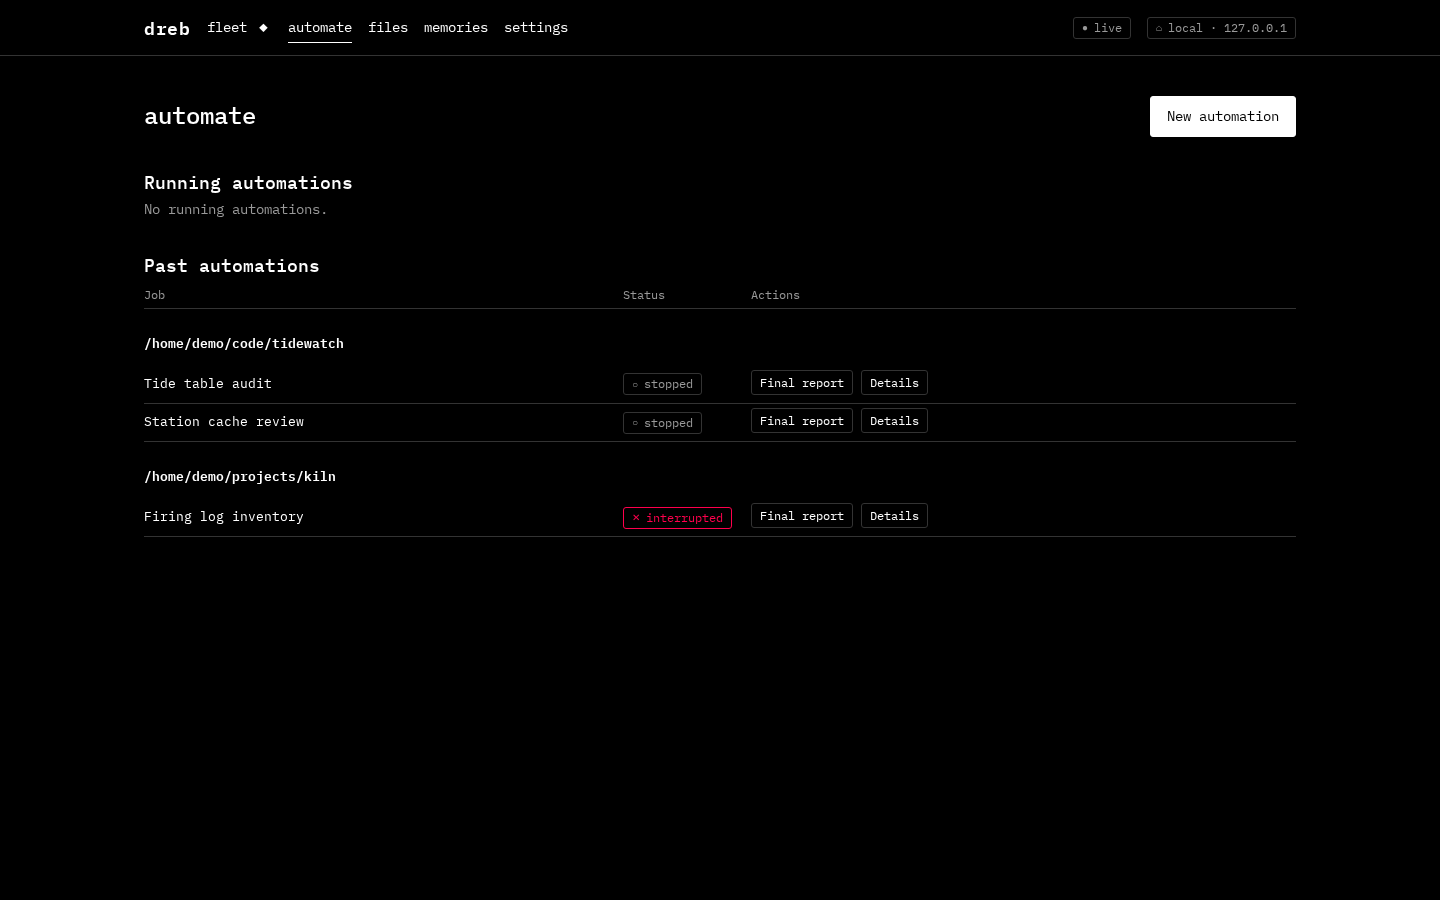 dreb fleet ◆ automate files memories settings ● live ⌂ local · 127.0.0.1
automate New automation
Running automations
No running automations.
Past automations
Job Status Actions
/home/demo/code/tidewatch
Tide table audit ○ stopped Final report Details
Station cache review ○ stopped Final report Details
/home/demo/projects/kiln
Firing log inventory ✕ interrupted Final report Details